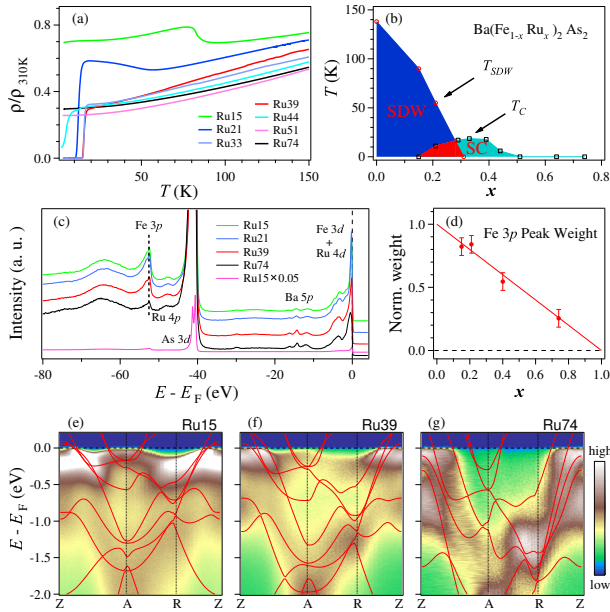 (a)
ρ/ρ310K
0.8
0.4
0.0
Ru15
Ru21
Ru33
Ru39
Ru44
Ru51
Ru74
0
50
100
150
T (K)
(b)
Ba(Fe1-x Rux)2 As2
T (K)
150
100
50
0
TSDW
TC
SDW
SC
0.0
0.2
0.4
0.6
0.8
x
(c)
Intensity (a. u.)
Fe 3p
Ru15
Ru21
Ru39
Ru74
Ru15×0.05
Fe 3d
+
Ru 4d
Ru 4p
As 3d
Ba 5p
-80
-60
-40
-20
0
E - EF (eV)
(d)
Fe 3p Peak Weight
Norm. weight
1.5
1.0
0.5
0.0
0.0
0.2
0.4
0.6
0.8
1.0
x
(e)
Ru15
(f)
Ru39
(g)
Ru74
E - EF (eV)
0.0
-0.5
-1.0
-1.5
-2.0
Z
A
R
Z
Z
A
R
Z
Z
A
R
Z
high
low